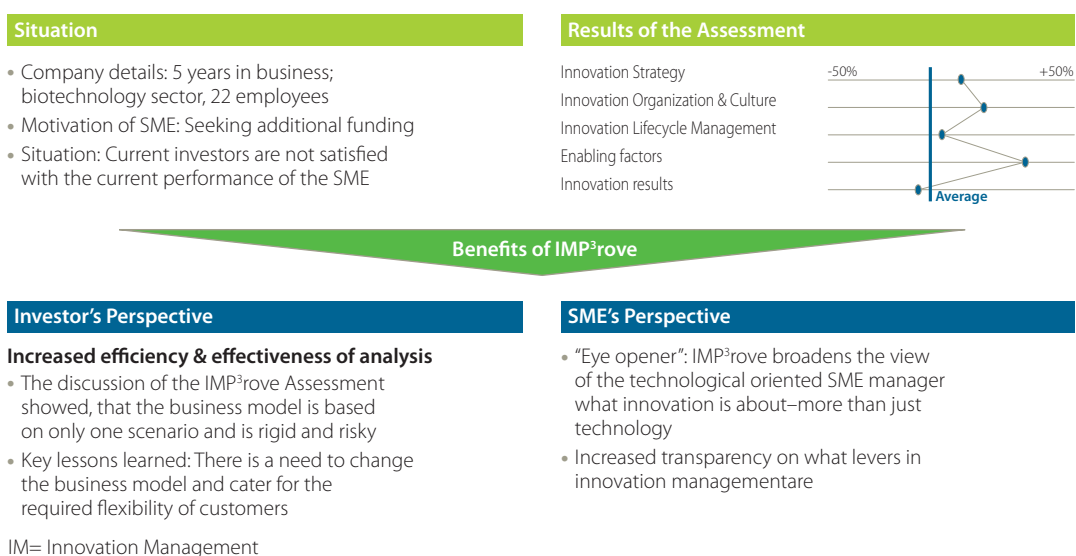 Situation
• Company details: 5 years in business;
biotechnology sector, 22 employees
• Motivation of SME: Seeking additional funding
• Situation: Current investors are not satisfied
with the current performance of the SME
Results of the Assessment
Innovation Strategy
-50%
+50%
Innovation Organization & Culture
Innovation Lifecycle Management
Enabling factors
Innovation results
Average
Benefits of IMP³rove
Investor’s Perspective
Increased efficiency & effectiveness of analysis
• The discussion of the IMP³rove Assessment
showed, that the business model is based
on only one scenario and is rigid and risky
• Key lessons learned: There is a need to change
the business model and cater for the
required flexibility of customers
SME’s Perspective
• “Eye opener”: IMP³rove broadens the view
of the technological oriented SME manager
what innovation is about–more than just
technology
• Increased transparency on what levers in
innovation managementare
IM= Innovation Management